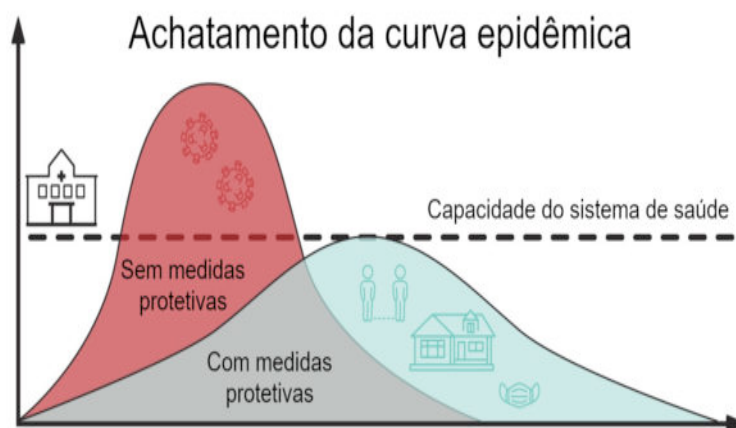 Achatamento da curva epidêmica
Capacidade do sistema de saúde
Sem medidas
protetivas
Com medidas
protetivas